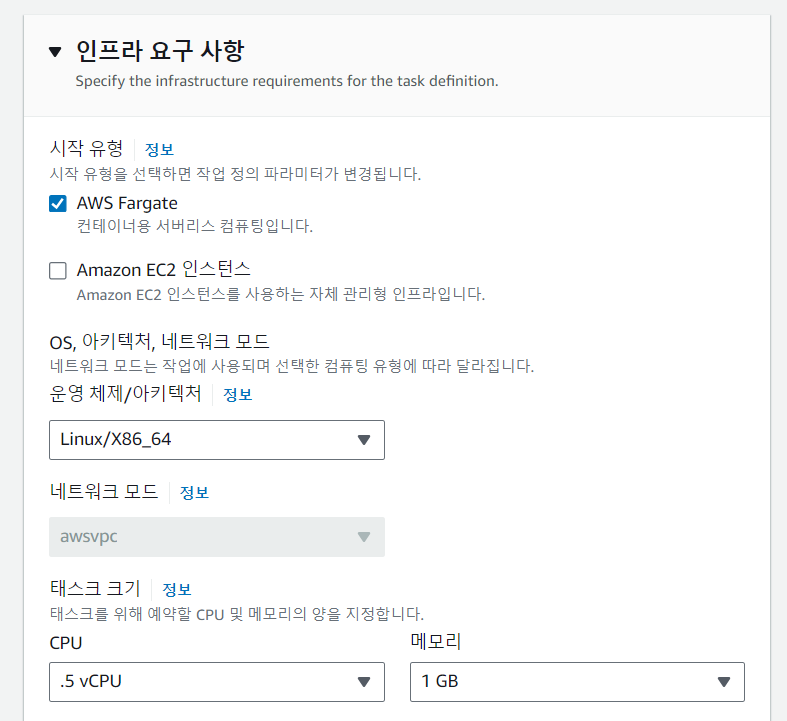 인프라 요구 사항
Specify the infrastructure requirements for the task definition.
시작 유형 정보
시작 유형을 선택하면 작업 정의 파라미터가 변경됩니다.
AWS Fargate
컨테이너용 서버리스 컴퓨팅입니다.
Amazon EC2 인스턴스
Amazon EC2 인스턴스를 사용하는 자체 관리형 인프라입니다.
OS, 아키텍처, 네트워크 모드
네트워크 모드는 작업에 사용되며 선택한 컴퓨팅 유형에 따라 달라집니다.
운영 체제/아키텍처 정보
Linux/X86_64
네트워크 모드 정보
awsvpc
태스크 크기 정보
태스크를 위해 예약할 CPU 및 메모리의 양을 지정합니다.
CPU 메모리
.5 vCPU 1 GB